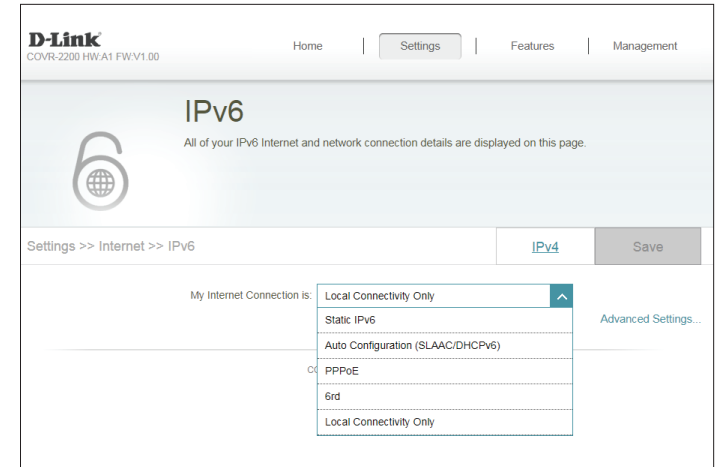 D-Link
COVR-2200 HW:A1 FW:V1.00
Home
Settings
Features
Management
IPv6
All of your IPv6 Internet and network connection details are displayed on this page.
Settings >> Internet >> IPv6
IPv4
Save
My Internet Connection is:
Local Connectivity Only
Static IPv6
Advanced Settings...
Auto Configuration (SLAAC/DHCPv6)
PPPoE
6rd
Local Connectivity Only